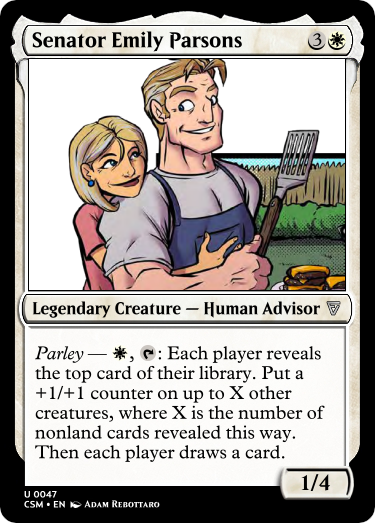 Senator Emily Parsons 3
Legendary Creature — Human Advisor
Parley — , : Each player reveals
the top card of their library. Put a
+1/+1 counter on up to X other
creatures, where X is the number of
nonland cards revealed this way.
Then each player draws a card.
1/4
U 0047
CSM • EN ADAM REBOTTARO